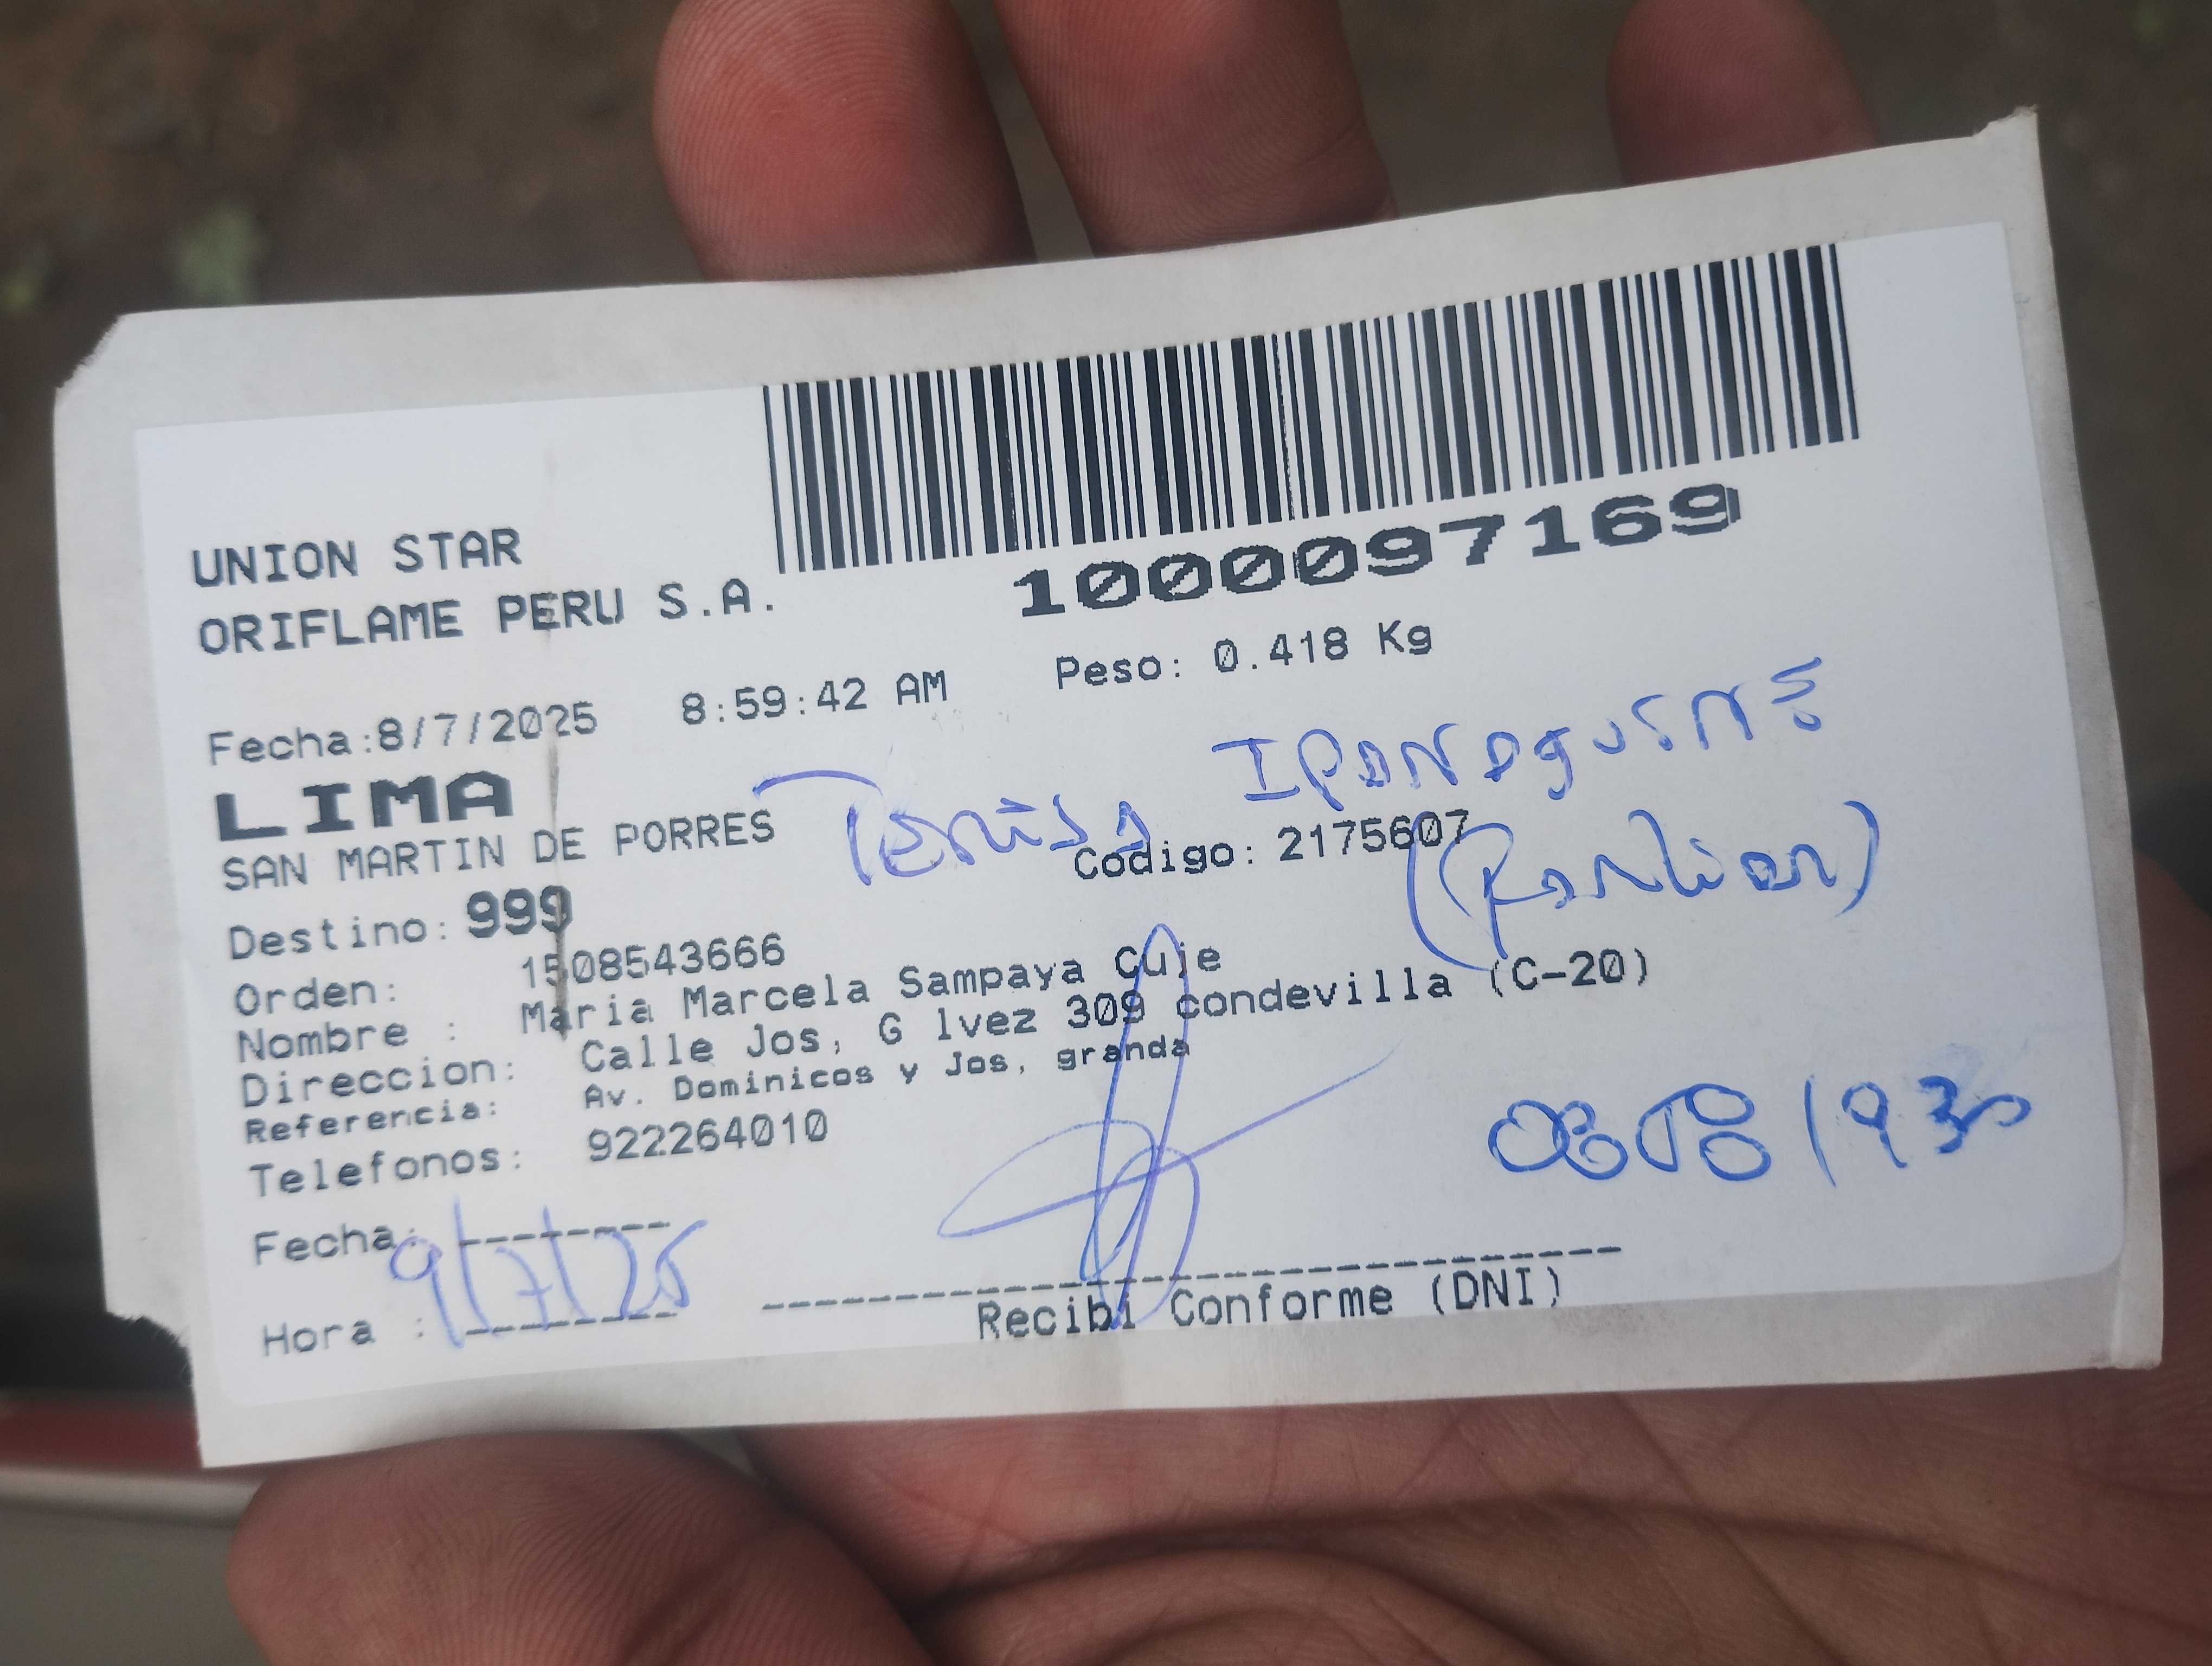 UNION STAR
ORIFLAME PERU S.A.
1000097169
Fecha:8/7/2025 8:59:42 AM Peso: 0.418 Kg
LIMA
SAN MARTIN DE PORRES
Codigo: 2175607
Destino: 999
Orden: 1508543666
Nombre : Maria Marcela Sampaya Cuje
Direccion: Calle Jos, G lvez 309 condevilla (C-20)
Referencia: Av. Dominicos y Jos, granda
Telefonos: 922264010
Fecha: 9/7/25
Hora :
Recibi Conforme (DNI)